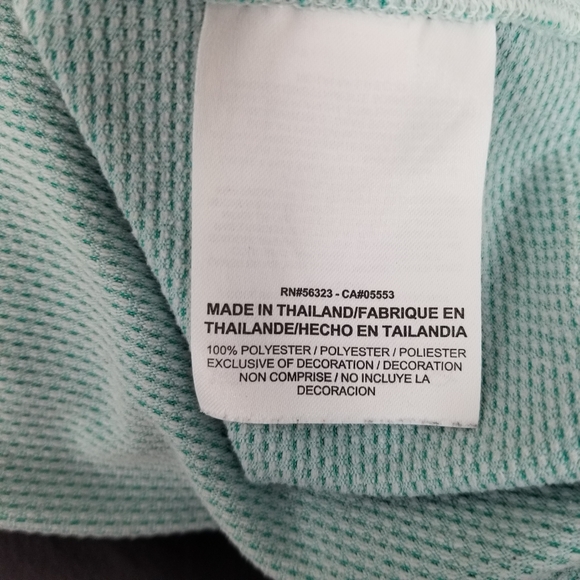 RN#56323 - CA#05553
MADE IN THAILAND/FABRIQUE EN
THAILANDE/HECHO EN TAILANDIA
100% POLYESTER / POLYESTER / POLIESTER
EXCLUSIVE OF DECORATION / DECORATION
NON COMPRISE / NO INCLUYE LA
DECORACION